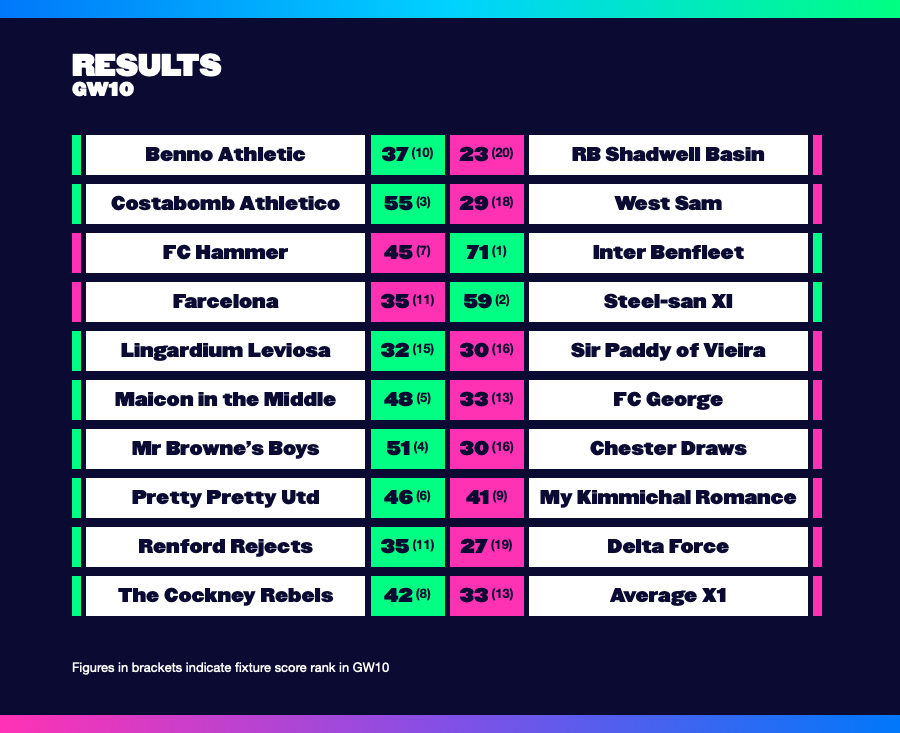 RESULTS
GW10
Benno Athletic 37 (10) 23 (20) RB Shadwell Basin
Costabomb Athletico 55 (3) 29 (18) West Sam
FC Hammer 45 (7) 71 (1) Inter Benfleet
Farcelona 35 (11) 59 (2) Steel-san XI
Lingardium Leviosa 32 (15) 30 (16) Sir Paddy of Vieira
Maicon in the Middle 48 (5) 33 (13) FC George
Mr Browne’s Boys 51 (4) 30 (16) Chester Draws
Pretty Pretty Utd 46 (6) 41 (9) My Kimmichal Romance
Renford Rejects 35 (11) 27 (19) Delta Force
The Cockney Rebels 42 (8) 33 (13) Average X1
Figures in brackets indicate fixture score rank in GW10